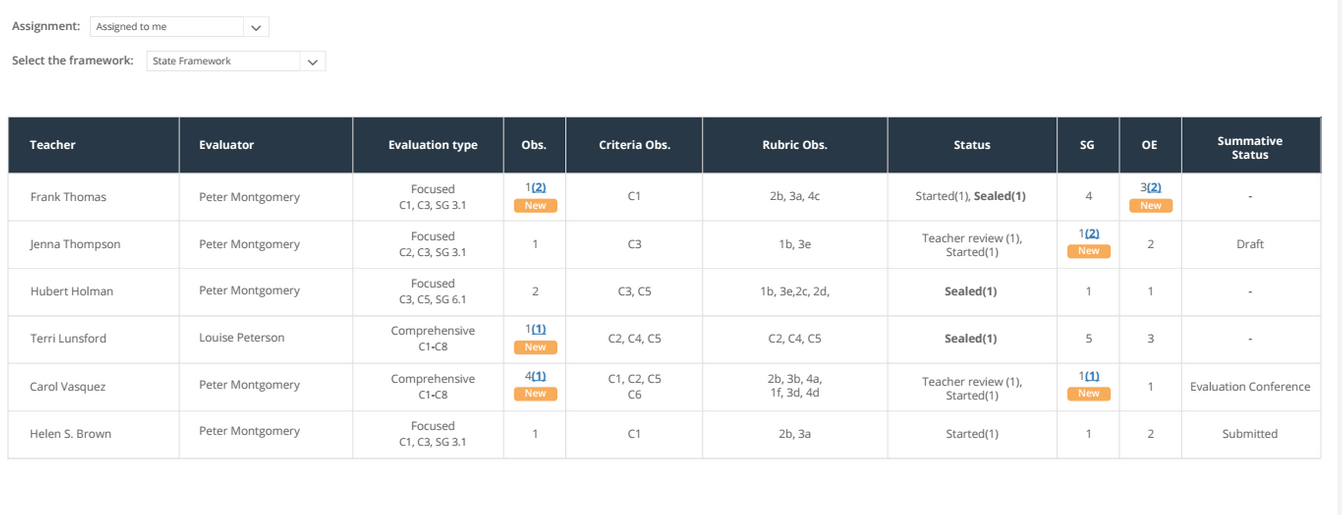 Assignment: Assigned to me
Select the framework: State Framework
Teacher Evaluator Evaluation type Obs. Criteria Obs. Rubric Obs. Status SG OE Summative Status
Frank Thomas Peter Montgomery Focused C1, C3, SG 3.1 1(2) New C1 2b, 3a, 4c Started(1), Sealed(1) 4 3(2) New -
Jenna Thompson Peter Montgomery Focused C2, C3, SG 3.1 1 C3 1b, 3e Teacher review (1), Started(1) 1(2) New 2 Draft
Hubert Holman Peter Montgomery Focused C3, C5, SG 6.1 2 C3, C5 1b, 3e,2c, 2d, Sealed(1) 1 1 -
Terri Lunsford Louise Peterson Comprehensive C1-C8 1(1) New C2, C4, C5 C2, C4, C5 Sealed(1) 5 3 -
Carol Vasquez Peter Montgomery Comprehensive C1-C8 4(1) New C1, C2, C5 C6 2b, 3b, 4a, 1f, 3d, 4d Teacher review (1), Started(1) 1(1) New 1 Evaluation Conference
Helen S. Brown Peter Montgomery Focused C1, C3, SG 3.1 1 C1 2b, 3a Started(1) 1 2 Submitted